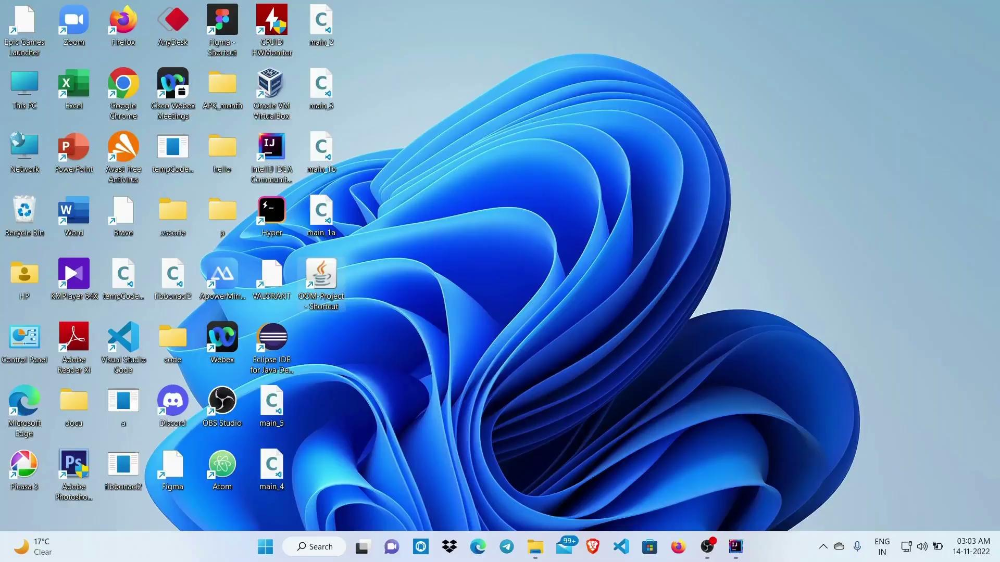 Epic Games
Launcher
Zoom
Firefox
AnyDesk
Figma -
Shortcut
CPUID
HWMonitor
main_2
This PC
Excel
Google
Chrome
Cisco Webex
Meetings
APK_month
Oracle VM
VirtualBox
main_3
Network
PowerPoint
Avast Free
Antivirus
tempCode...
hello
IntelliJ IDEA
Communit...
main_1b
Recycle Bin
Word
Brave
.vscode
p
Hyper
main_1a
HP
KMPlayer 64X
tempCode...
fibbonaci2
ApowerMirr...
VALORANT
OOM-Project
- Shortcut
Control Panel
Adobe
Reader XI
Visual Studio
Code
code
Webex
Eclipse IDE
for Java De...
Microsoft
Edge
docu
a
Discord
OBS Studio
main_5
Picasa 3
Adobe
Photosho...
fibbonaci2
Figma
Atom
main_4
17°C
Clear
Search
99+
ENG
IN
03:03 AM
14-11-2022